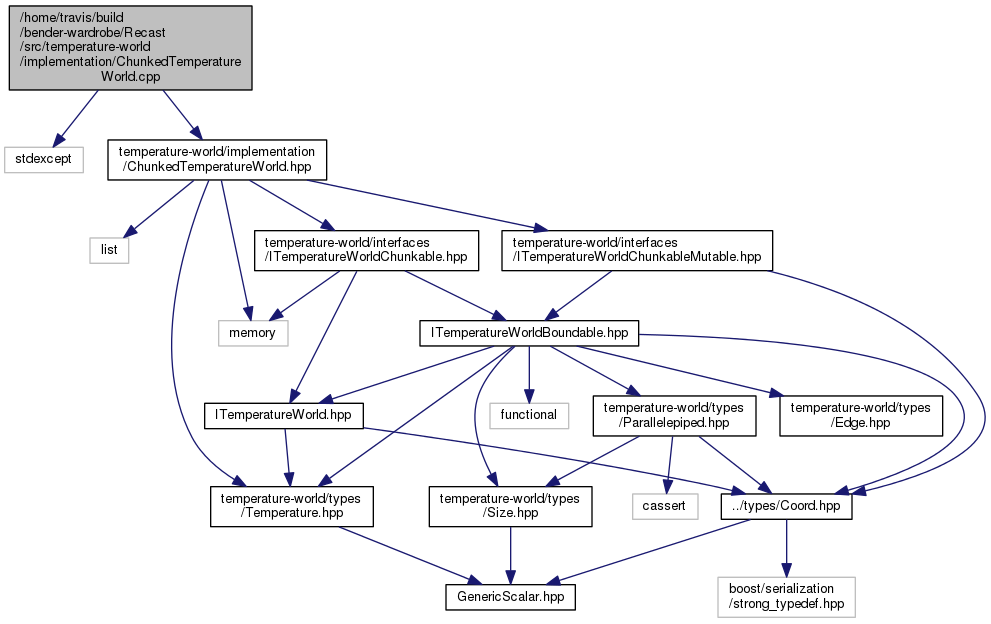 /home/travis/build
/bender-wardrobe/Recast
/src/temperature-world
/implementation/ChunkedTemperature
World.cpp
stdexcept
temperature-world/implementation
/ChunkedTemperatureWorld.hpp
list
temperature-world/interfaces
/ITemperatureWorldChunkable.hpp
temperature-world/interfaces
/ITemperatureWorldChunkableMutable.hpp
memory
ITemperatureWorldBoundable.hpp
ITemperatureWorld.hpp
functional
temperature-world/types
/Parallelepiped.hpp
temperature-world/types
/Edge.hpp
temperature-world/types
/Temperature.hpp
temperature-world/types
/Size.hpp
cassert
../types/Coord.hpp
GenericScalar.hpp
boost/serialization
/strong_typedef.hpp